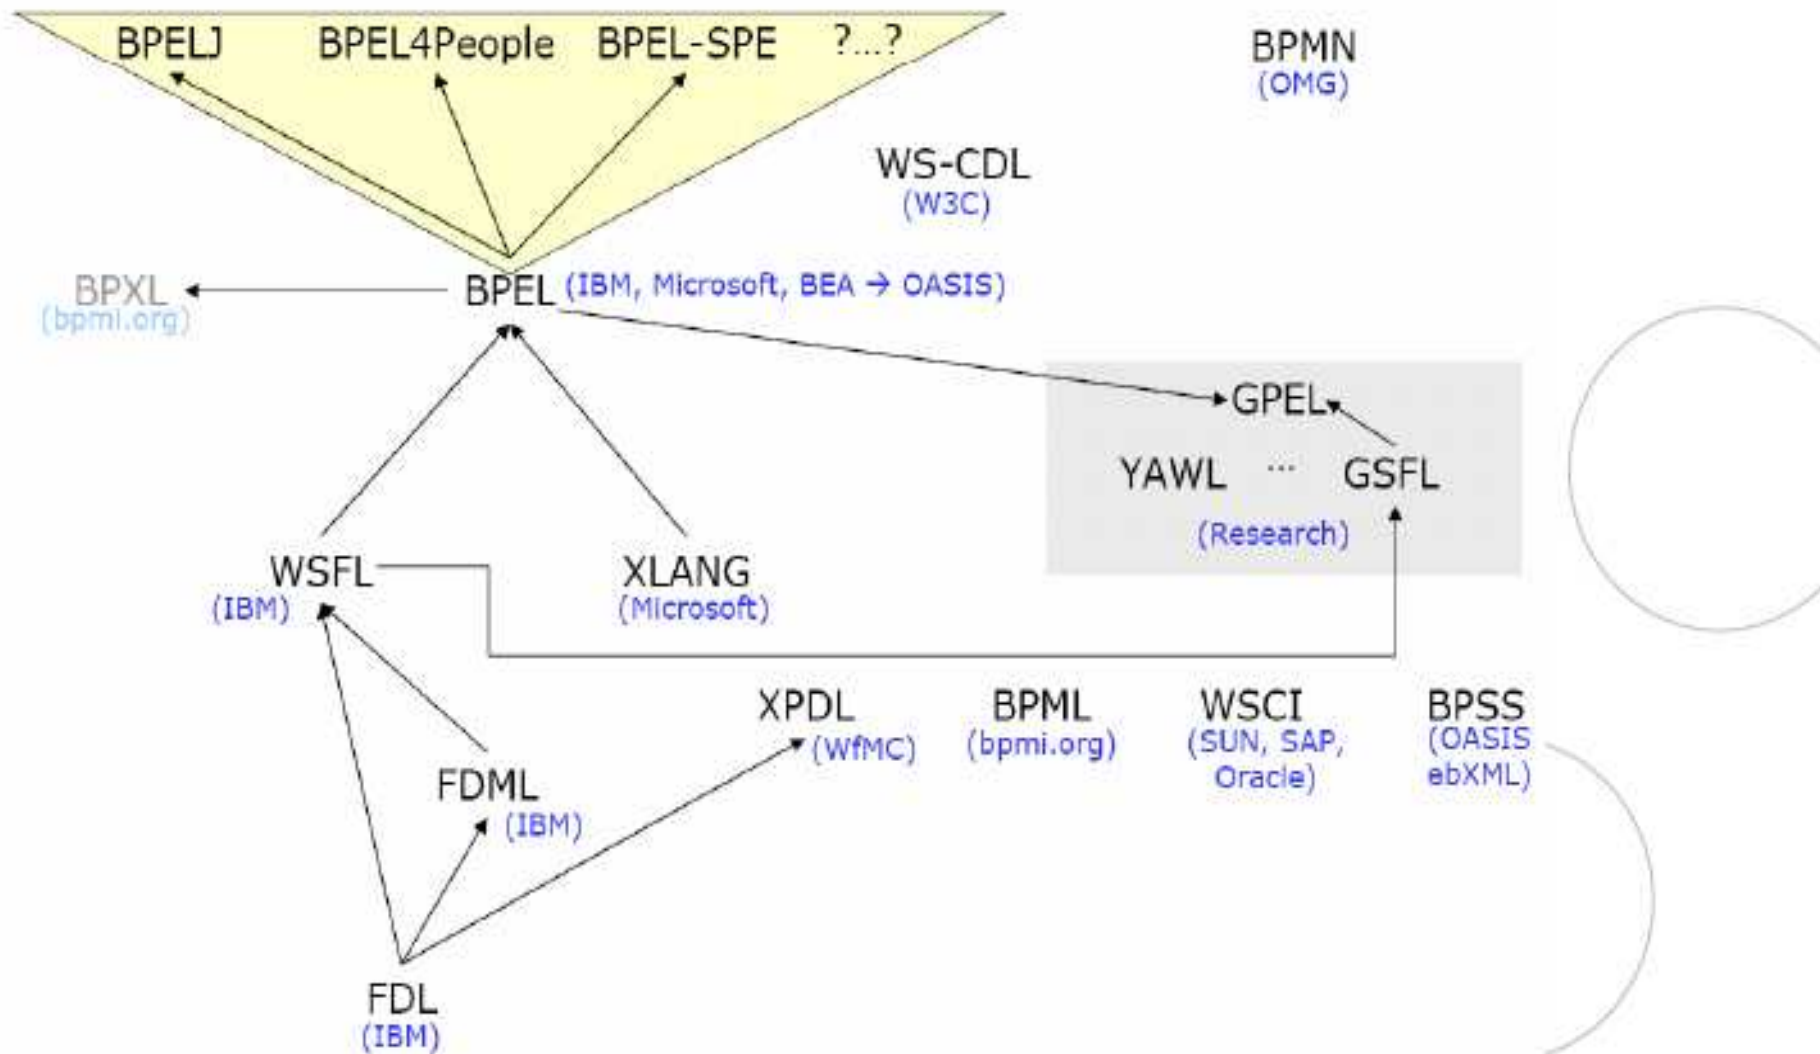 BPELJ BPEL4People BPEL-SPE ?...?
BPMN
(OMG)
WS-CDL
(W3C)
BPXL
(bpmi.org)
BPEL (IBM, Microsoft, BEA → OASIS)
GPEL
YAWL ... GSFL
(Research)
WSFL
(IBM)
XLANG
(Microsoft)
XPDL
(WfMC)
BPML
(bpmi.org)
WSCI
(SUN, SAP,
Oracle)
BPSS
(OASIS
ebXML)
FDML
(IBM)
FDL
(IBM)